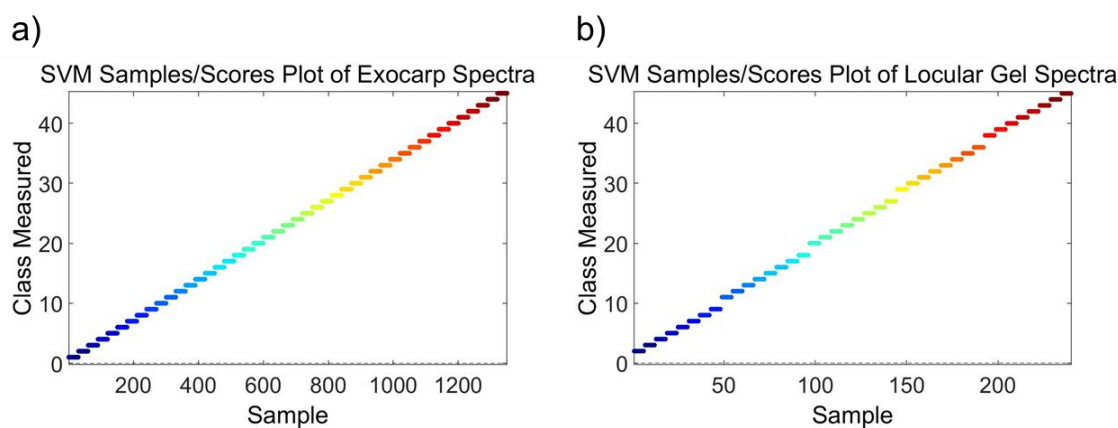 a)
SVM Samples/Scores Plot of Exocarp Spectra
Class Measured
40
30
20
10
0
200 400 600 800 1000 1200
Sample
b)
SVM Samples/Scores Plot of Locular Gel Spectra
Class Measured
40
30
20
10
0
50 100 150 200
Sample